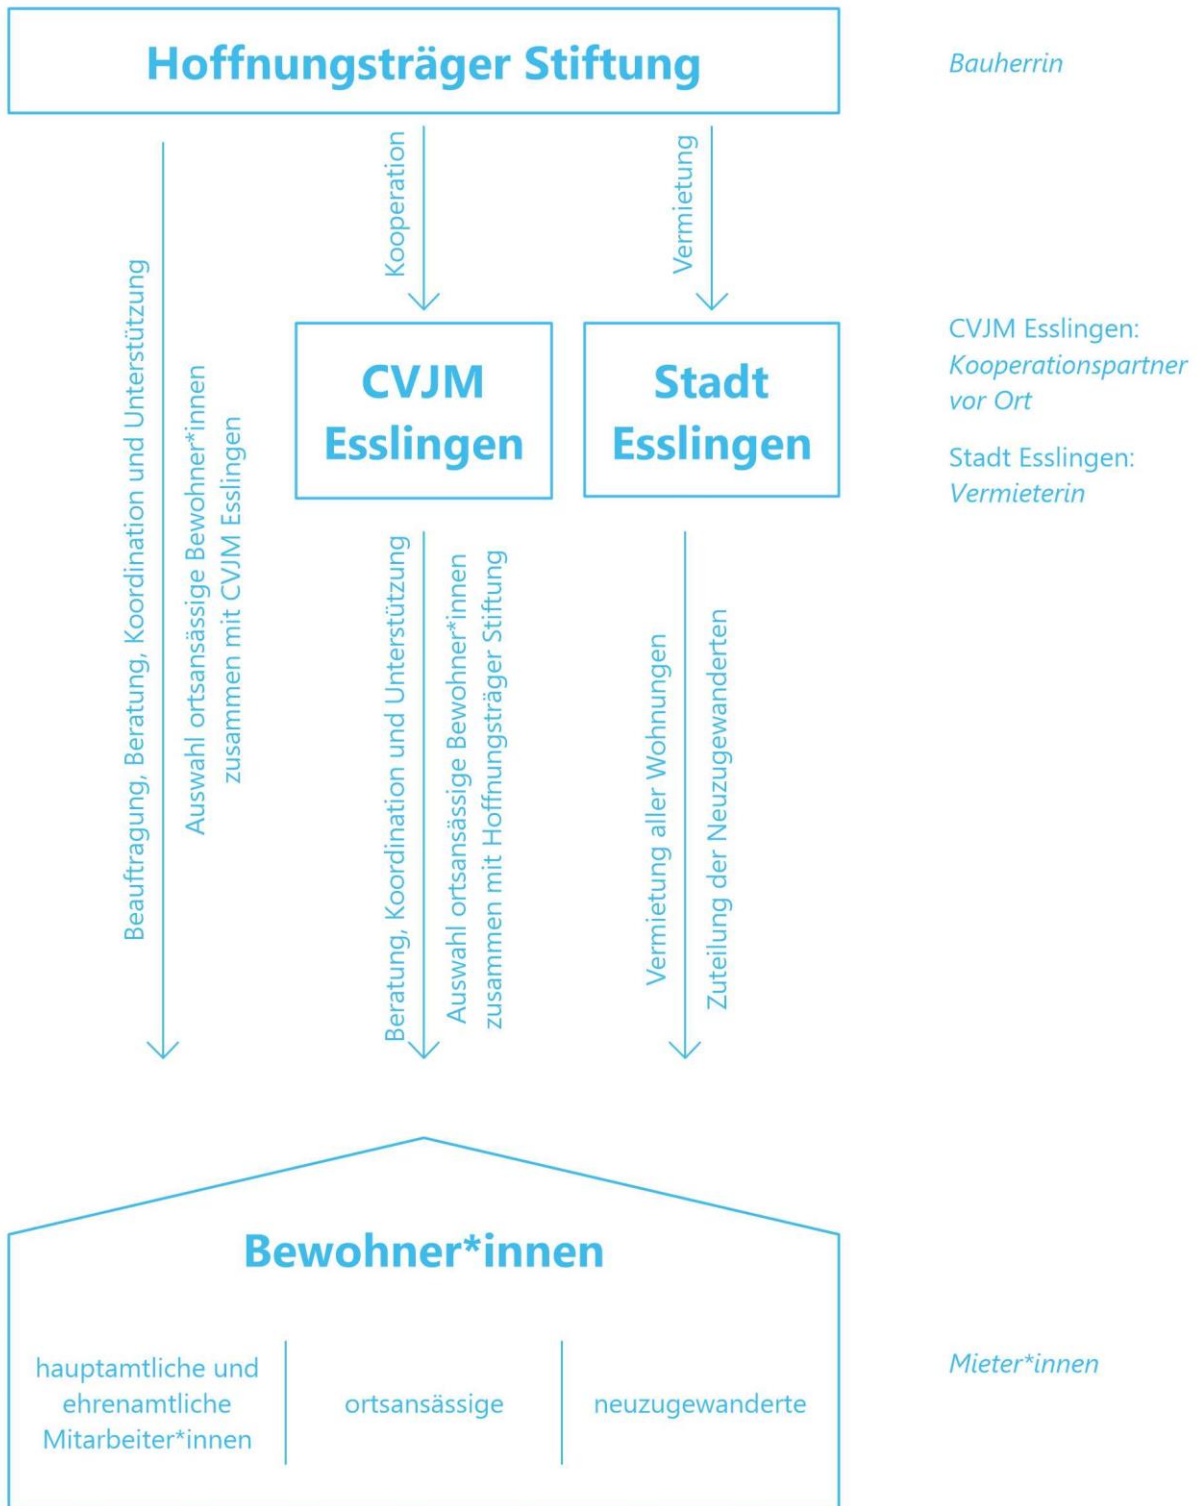 Hoffnungsträger Stiftung
Bauherrin
Kooperation
Vermietung
Beauftragung, Beratung, Koordination und Unterstützung
Auswahl ortsansässige Bewohner*innen
zusammen mit CVJM Esslingen
CVJM
Esslingen
Stadt
Esslingen
CVJM Esslingen:
Kooperationspartner
vor Ort
Stadt Esslingen:
Vermieterin
Beratung, Koordination und Unterstützung
Auswahl ortsansässige Bewohner*innen
zusammen mit Hoffnungsträger Stiftung
Vermietung aller Wohnungen
Zuteilung der Neuzugewanderten
Bewohner*innen
hauptamtliche und
ehrenamtliche
Mitarbeiter*innen
ortsansässige
neuzugewanderte
Mieter*innen